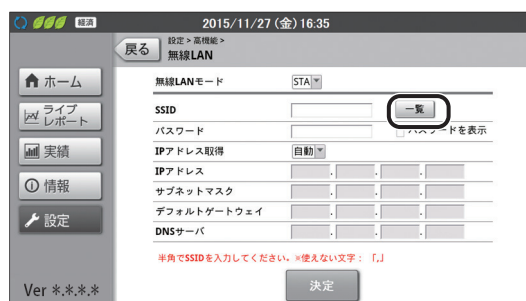 経済 2015/11/27 (金) 16:35
戻る 設定 > 高機能 >
無線LAN
ホーム
ライブ
レポート
実績
情報
設定
Ver *.*.*.*
無線LANモード STA
SSID 一覧
パスワード パスワードを表示
IPアドレス取得 自動
IPアドレス . . .
サブネットマスク . . .
デフォルトゲートウェイ . . .
DNSサーバ . . .
半角でSSIDを入力してください。※使えない文字：「,」
決定